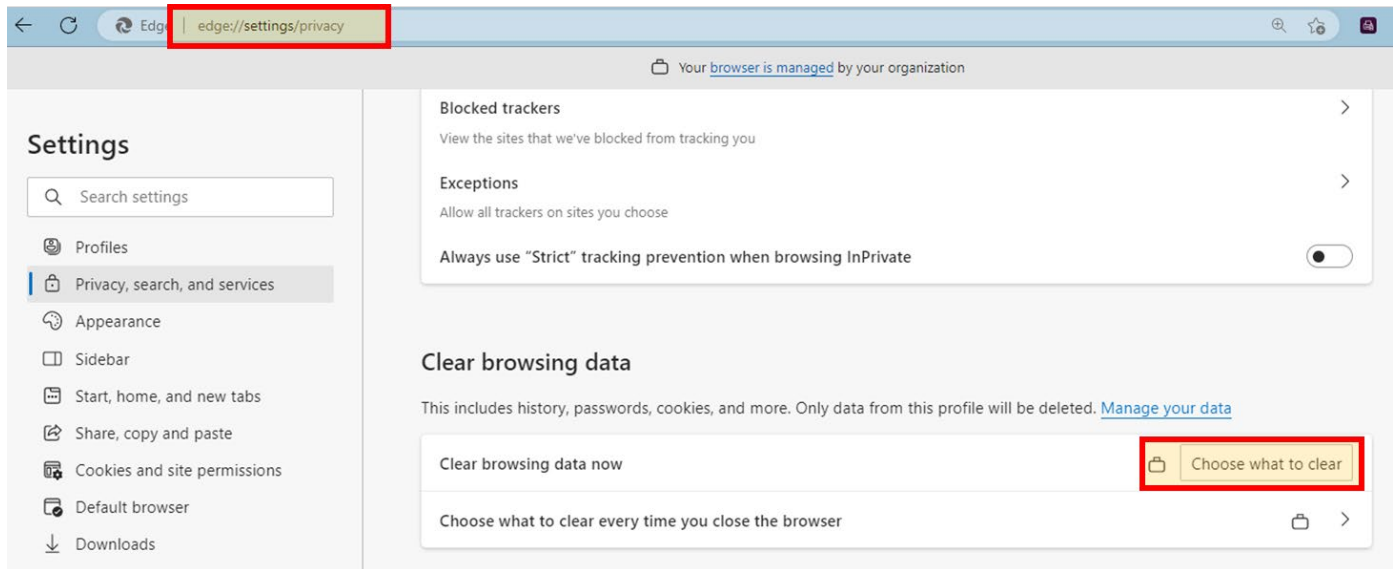 Edge | edge://settings/privacy
Your browser is managed by your organization
Settings
Search settings
Profiles
Privacy, search, and services
Appearance
Sidebar
Start, home, and new tabs
Share, copy and paste
Cookies and site permissions
Default browser
Downloads
Blocked trackers
View the sites that we've blocked from tracking you
Exceptions
Allow all trackers on sites you choose
Always use “Strict” tracking prevention when browsing InPrivate
Clear browsing data
This includes history, passwords, cookies, and more. Only data from this profile will be deleted. Manage your data
Clear browsing data now
Choose what to clear
Choose what to clear every time you close the browser